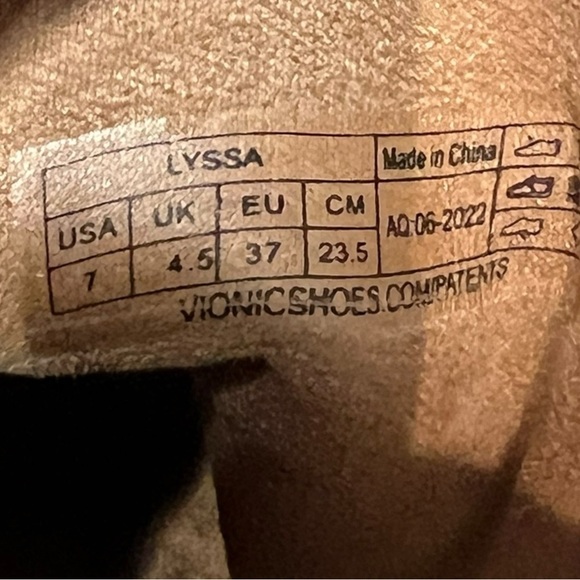 LYSSA Made in China
USA UK EU CM AQ:06-2022
7 4.5 37 23.5
VIONICSHOES.COM/PATENTS